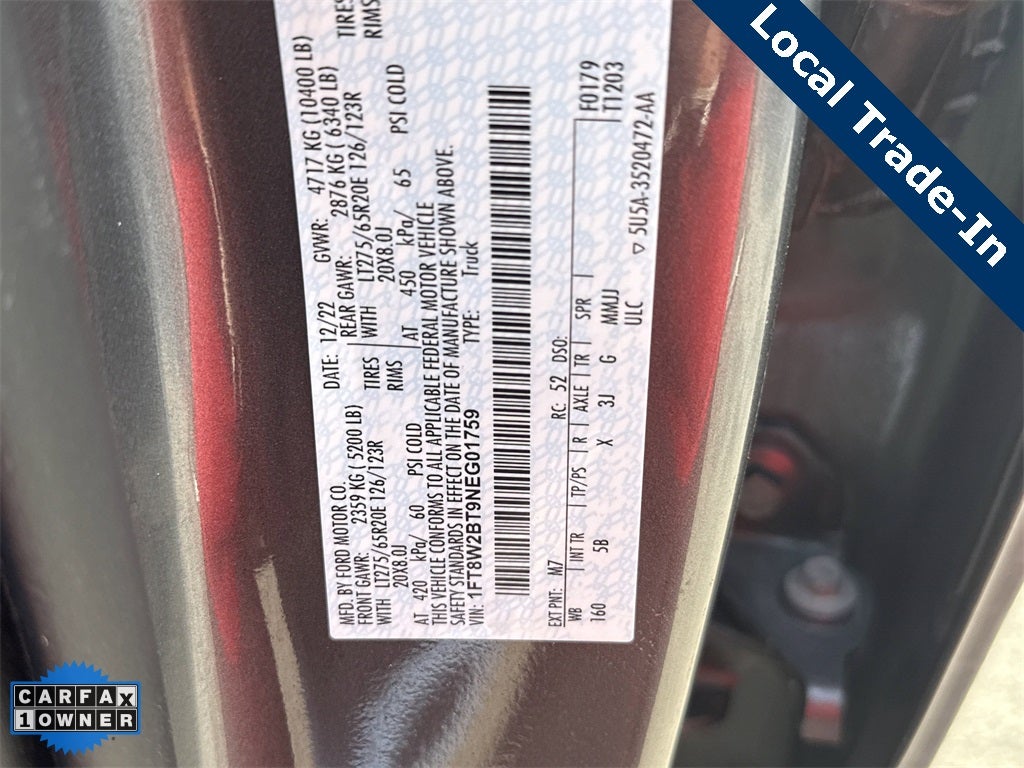 Local Trade-In
MFD. BY FORD MOTOR CO.
DATE: 12/22
GVWR: 4717 KG (10400 LB)
FRONT GAWR: 2359 KG ( 5200 LB)
REAR GAWR: 2876 KG ( 6340 LB)
WITH LT275/65R20E 126/123R TIRES
WITH LT275/65R20E 126/123R TIRES
20X8.0J RIMS
20X8.0J RIMS
AT 420 kPa/ 60 PSI COLD
AT 450 kPa/ 65 PSI COLD
THIS VEHICLE CONFORMS TO ALL APPLICABLE FEDERAL MOTOR VEHICLE
SAFETY STANDARDS IN EFFECT ON THE DATE OF MANUFACTURE SHOWN ABOVE.
VIN: 1FT8W2BT9NEG01759
TYPE: Truck
EXT PNT: M7 RC: 52 DSO:
F0179
WB | INTTR | TP/PS | R | AXLE | TR | SPR |
T1203
160 5B X 3J G MMJJ
ULC
▽ 5U5A-3520472-AA
CARFAX
1 OWNER